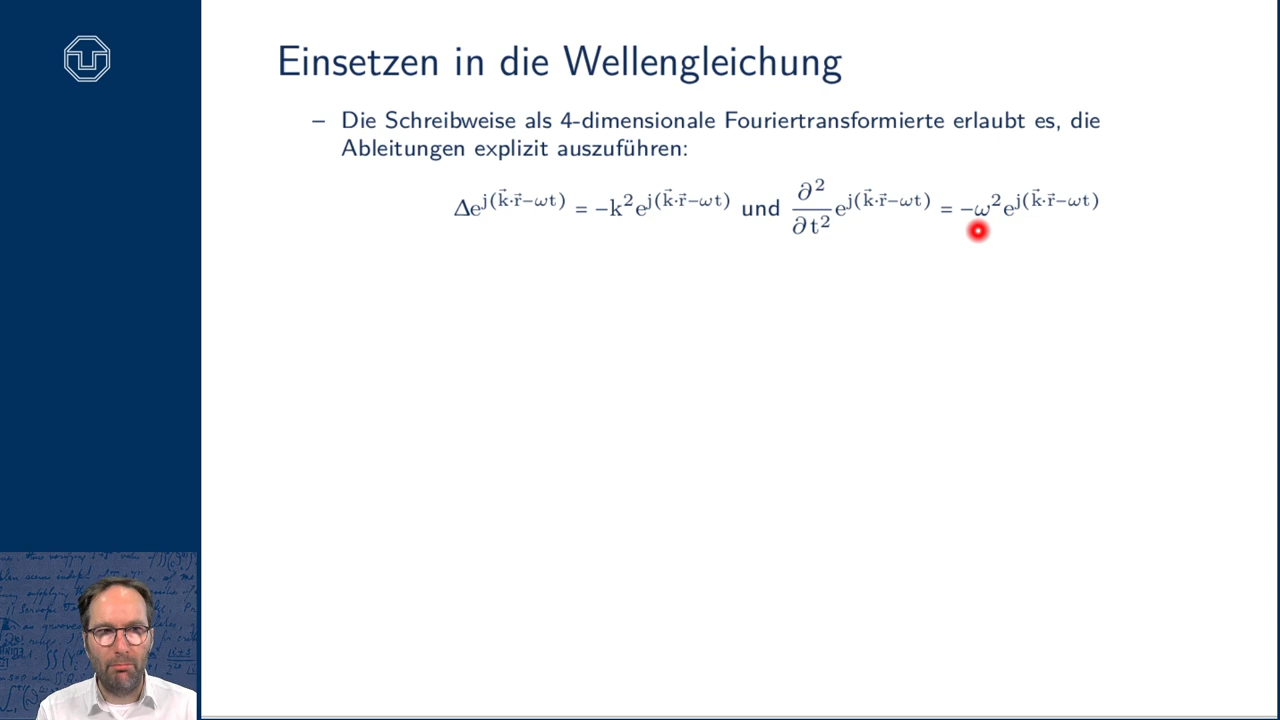 Einsetzen in die Wellengleichung
– Die Schreibweise als 4-dimensionale Fouriertransformierte erlaubt es, die
Ableitungen explizit auszuführen:
Δe^{j(k⃗·r⃗−ωt)} = −k²e^{j(k⃗·r⃗−ωt)} und ∂²/∂t² e^{j(k⃗·r⃗−ωt)} = −ω²e^{j(k⃗·r⃗−ωt)}